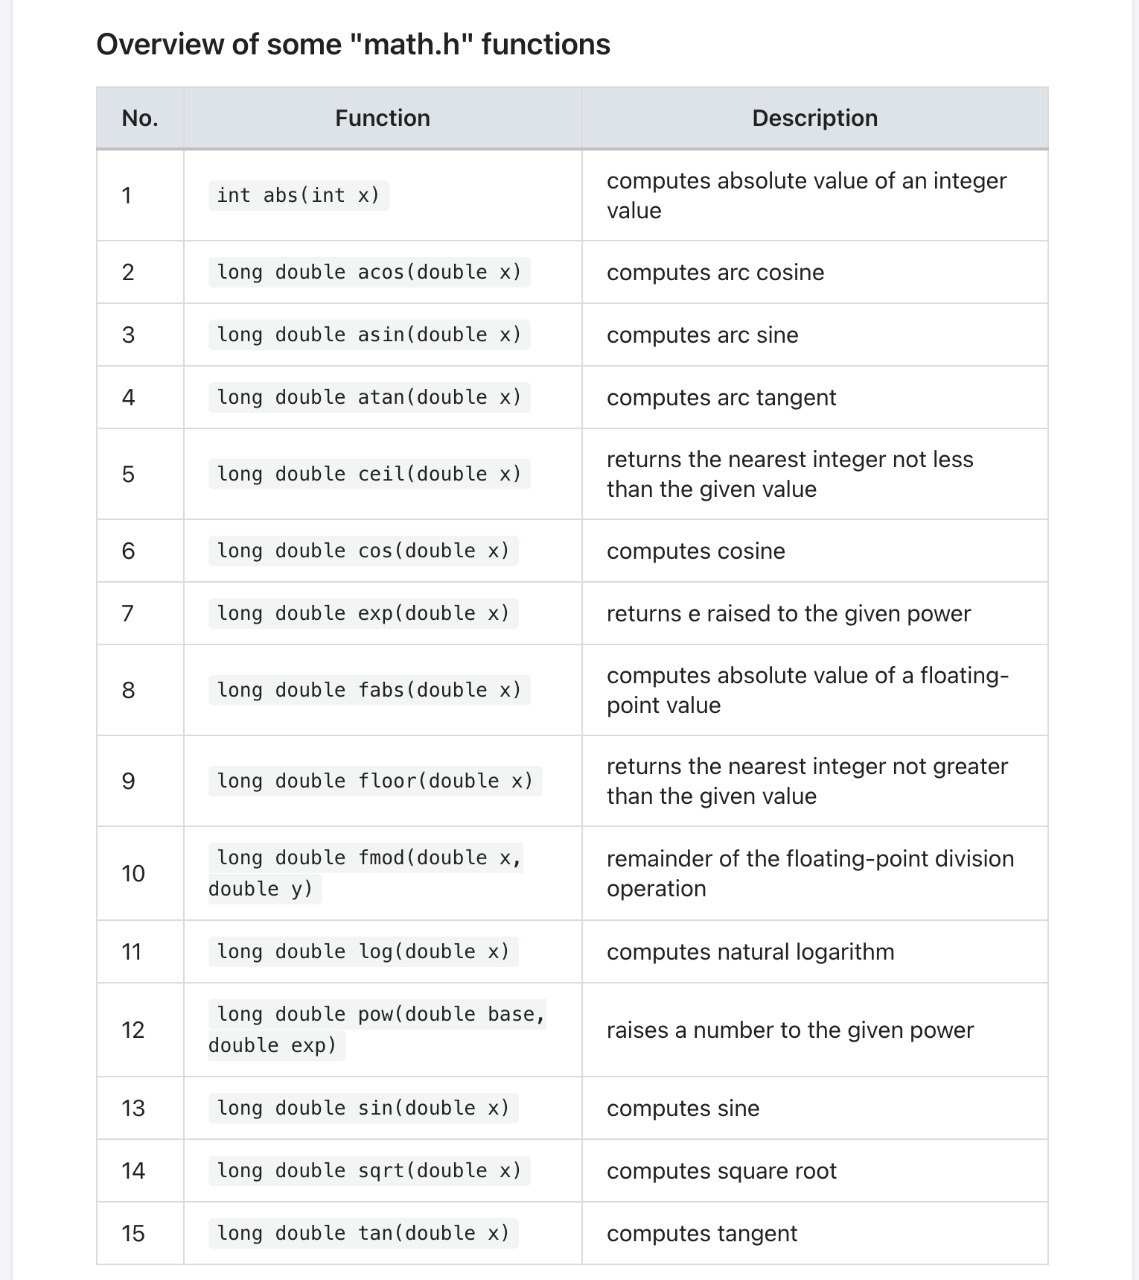 Overview of some "math.h" functions
No. Function Description
1 int abs(int x) computes absolute value of an integer
value
2 long double acos(double x) computes arc cosine
3 long double asin(double x) computes arc sine
4 long double atan(double x) computes arc tangent
5 long double ceil(double x) returns the nearest integer not less
than the given value
6 long double cos(double x) computes cosine
7 long double exp(double x) returns e raised to the given power
8 long double fabs(double x) computes absolute value of a floating-
point value
9 long double floor(double x) returns the nearest integer not greater
than the given value
10 long double fmod(double x,
double y) remainder of the floating-point division
operation
11 long double log(double x) computes natural logarithm
12 long double pow(double base,
double exp) raises a number to the given power
13 long double sin(double x) computes sine
14 long double sqrt(double x) computes square root
15 long double tan(double x) computes tangent